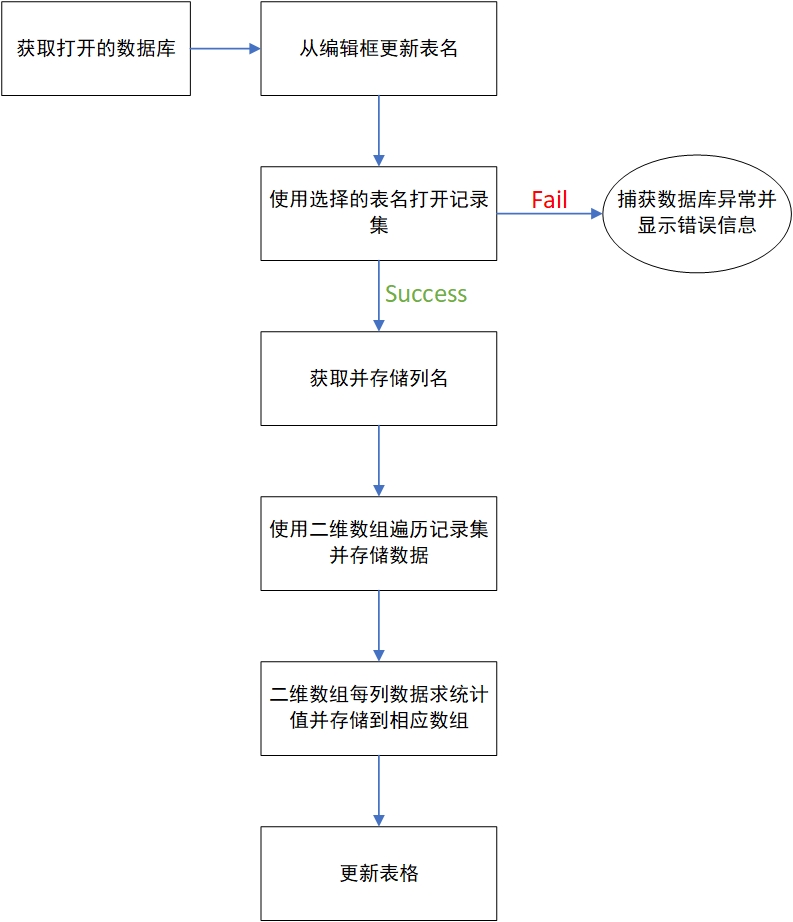 获取打开的数据库
从编辑框更新表名
使用选择的表名打开记录
集
Fail
捕获数据库异常并
显示错误信息
Success
获取并存储列名
使用二维数组遍历记录集
并存储数据
二维数组每列数据求统计
值并存储到相应数组
更新表格